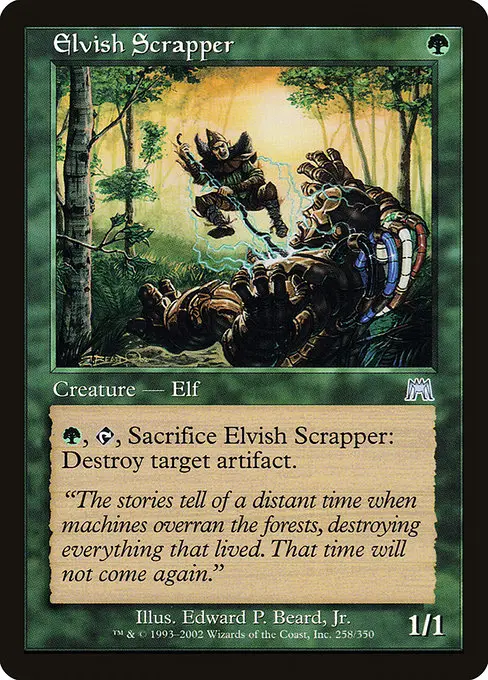 Elvish Scrapper
Creature — Elf
, , Sacrifice Elvish Scrapper:
Destroy target artifact.
“The stories tell of a distant time when
machines overran the forests, destroying
everything that lived. That time will
not come again.”
Illus. Edward P. Beard, Jr.
™ & © 1993–2002 Wizards of the Coast, Inc. 258/350
1/1